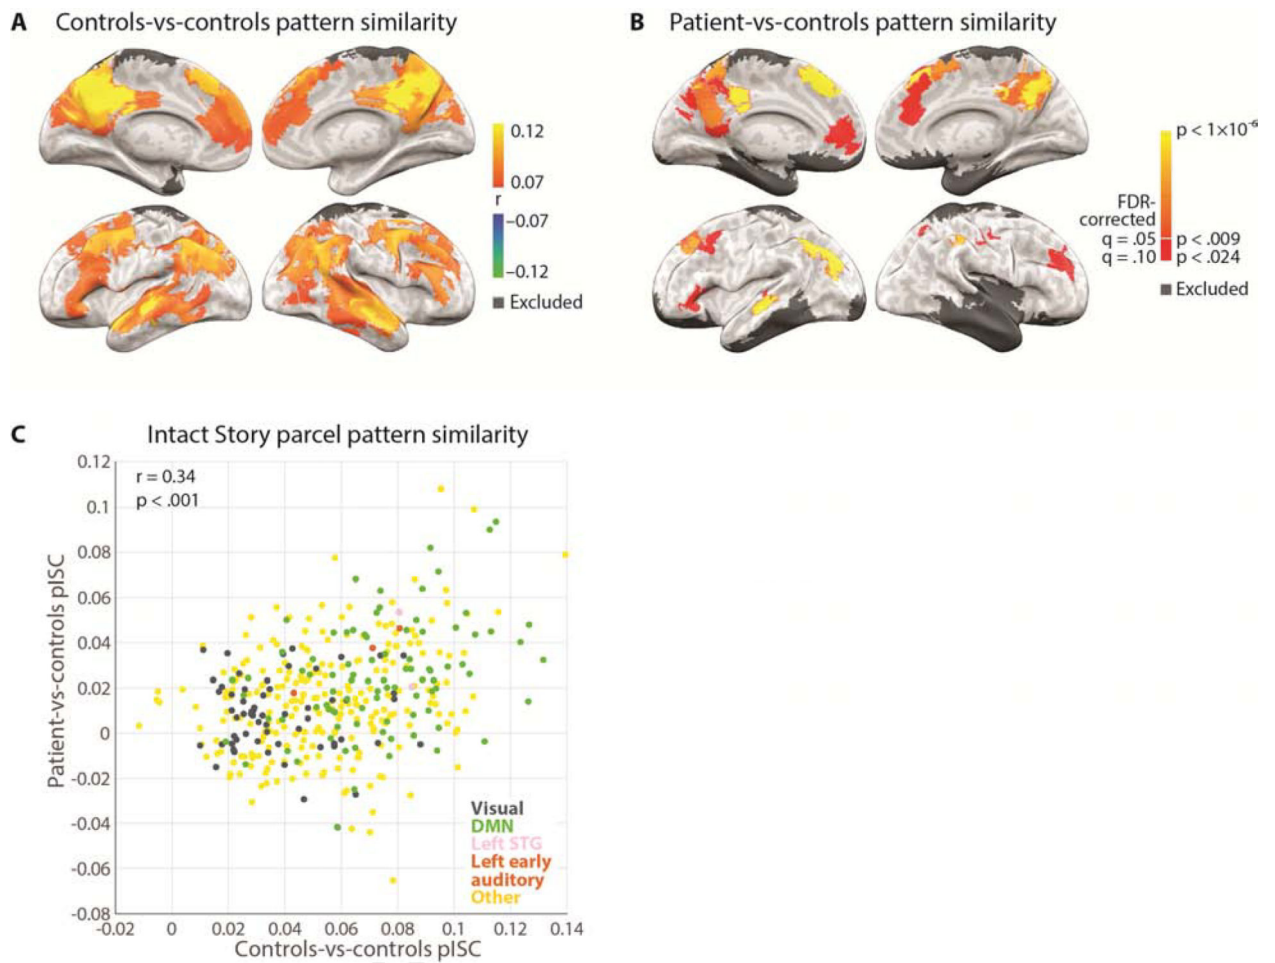 A Controls-vs-controls pattern similarity
0.12
0.07
r
−0.07
−0.12
Excluded
B Patient-vs-controls pattern similarity
p < 1×10⁻⁶
FDR-
corrected
q = .05 p < .009
q = .10 p < .024
Excluded
C Intact Story parcel pattern similarity
r = 0.34
p < .001
0.12
0.1
0.08
0.06
0.04
0.02
0
-0.02
-0.04
-0.06
-0.08
Patient-vs-controls pISC
Visual
DMN
Left STG
Left early
auditory
Other
-0.02 0 0.02 0.04 0.06 0.08 0.1 0.12 0.14
Controls-vs-controls pISC